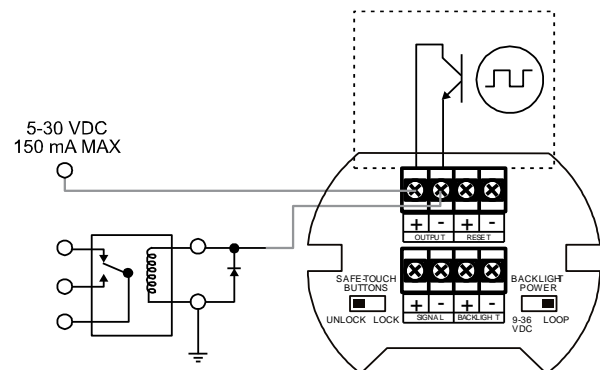 5-30 VDC
150 mA MAX
+ - + -
OUTPUT RESET
SAFE-TOUCH
BUTTONS
BACKLIGHT
POWER
+ - + -
SIGNAL BACKLIGHT
UNLOCK LOCK
9-36
VDC
LOOP